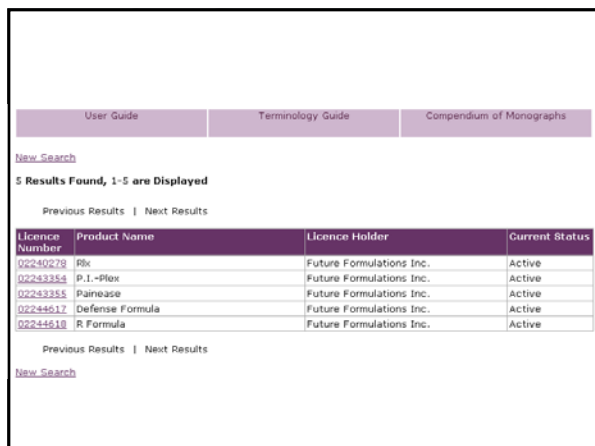 User Guide Terminology Guide Compendium of Monographs
New Search
5 Results Found, 1-5 are Displayed
Previous Results | Next Results
Licence Number Product Name Licence Holder Current Status
02240278 Rlx Future Formulations Inc. Active
02243354 P.I.-Plex Future Formulations Inc. Active
02243355 Painease Future Formulations Inc. Active
02244617 Defense Formula Future Formulations Inc. Active
02244618 R Formula Future Formulations Inc. Active
Previous Results | Next Results
New Search